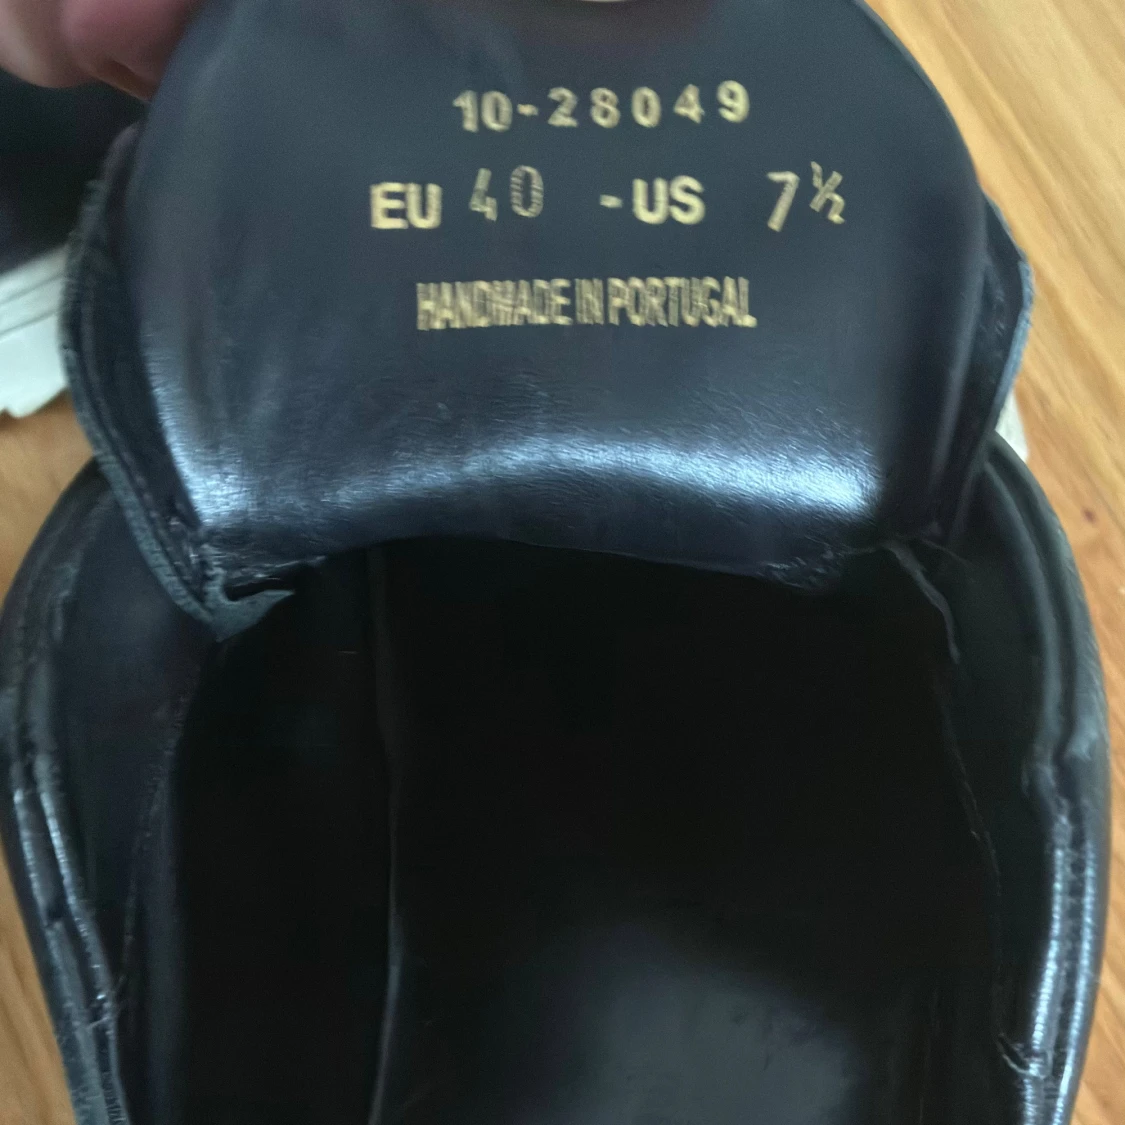 10-28049
EU 40 - US 7½
HANDMADE IN PORTUGAL